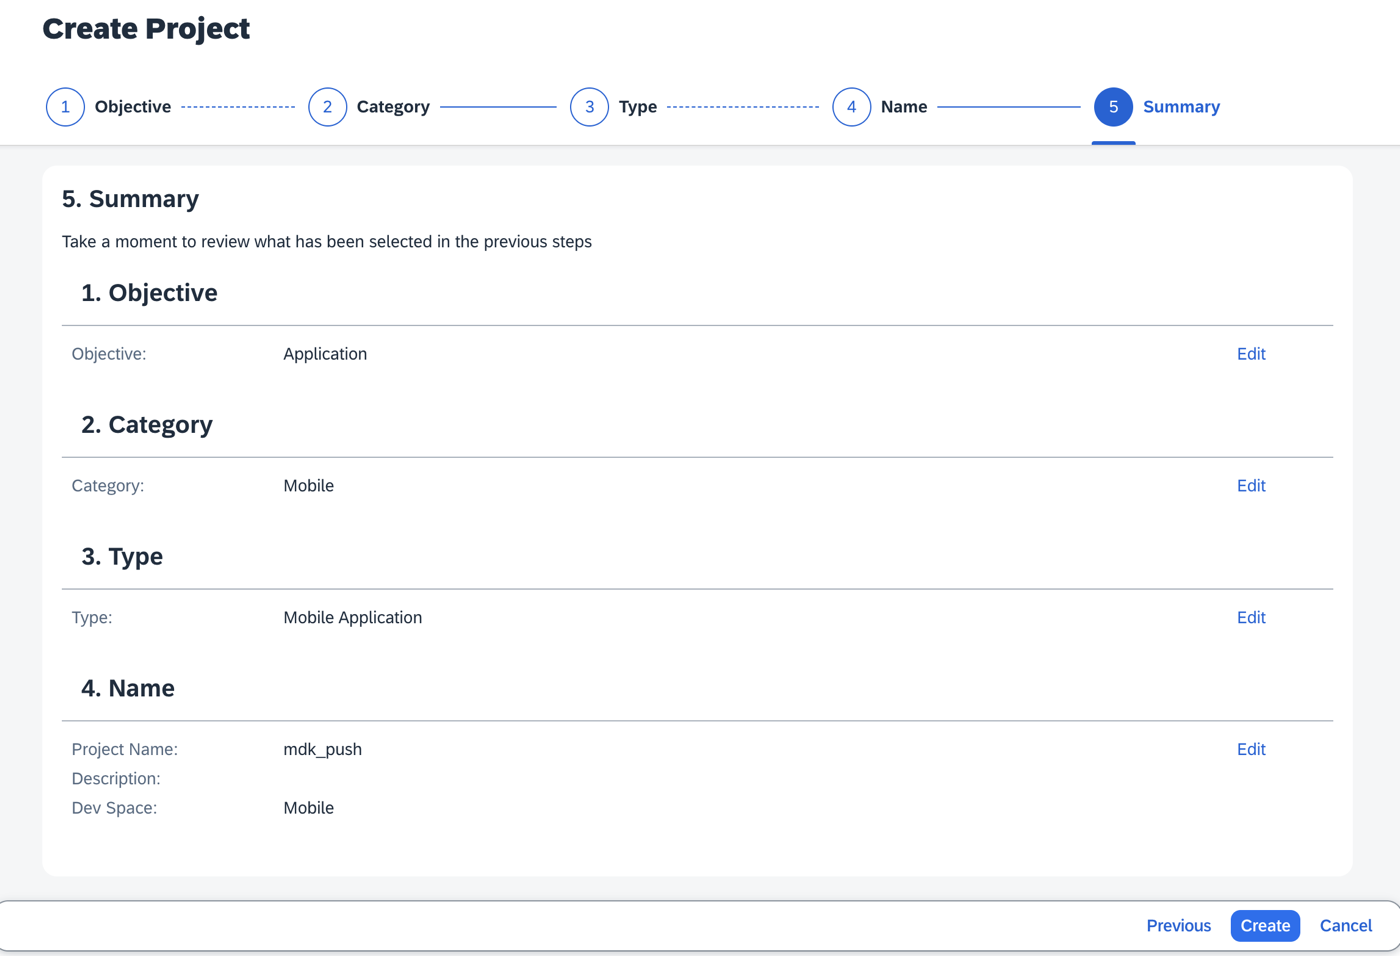 Create Project
1 Objective 2 Category 3 Type 4 Name 5 Summary
5. Summary
Take a moment to review what has been selected in the previous steps
1. Objective
Objective: Application Edit
2. Category
Category: Mobile Edit
3. Type
Type: Mobile Application Edit
4. Name
Project Name: mdk_push Edit
Description:
Dev Space: Mobile
Previous Create Cancel